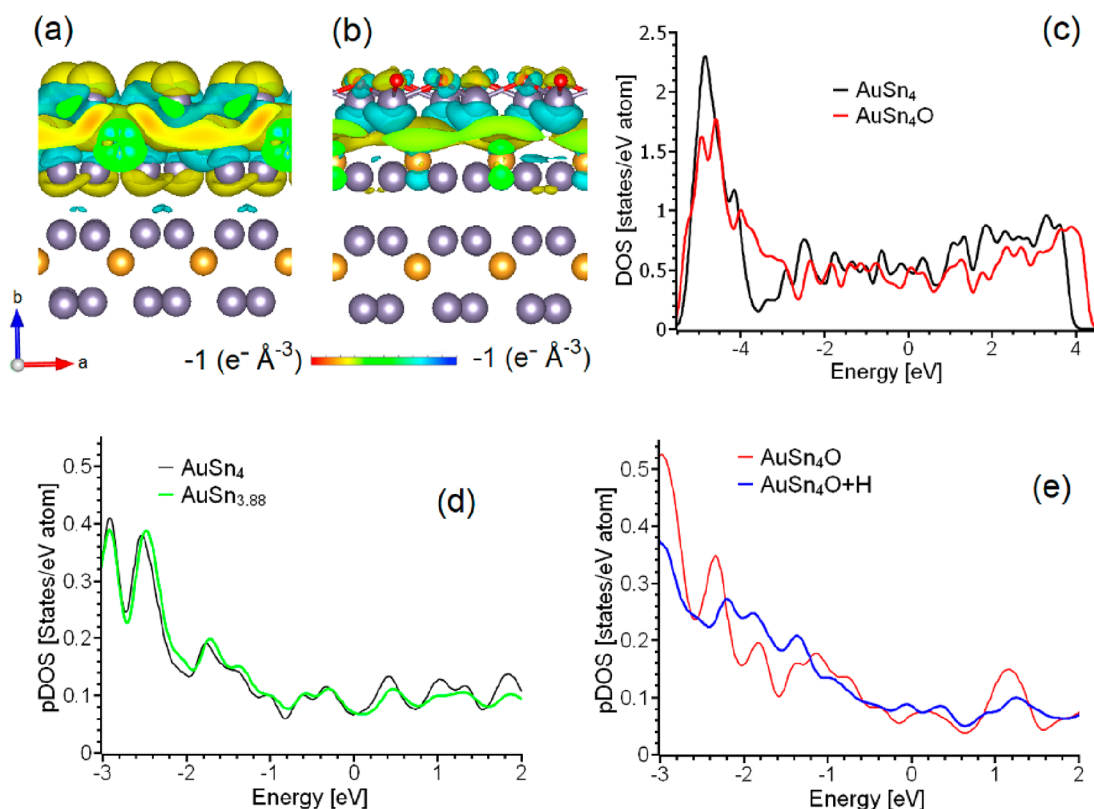 (a)
(b)
(c)
b
a
-1 (e⁻ Å⁻³)
-1 (e⁻ Å⁻³)
AuSn₄
AuSn₄O
DOS [states/eV atom]
2.5
2
1.5
1
0.5
0
-4
-2
0
2
4
Energy [eV]
(d)
AuSn₄
AuSn₃.₈₈
pDOS [States/eV atom]
0.5
0.4
0.3
0.2
0.1
0
-3
-2
-1
0
1
2
Energy [eV]
(e)
AuSn₄O
AuSn₄O+H
pDOS [States/eV atom]
0.5
0.4
0.3
0.2
0.1
0
-3
-2
-1
0
1
2
Energy [eV]